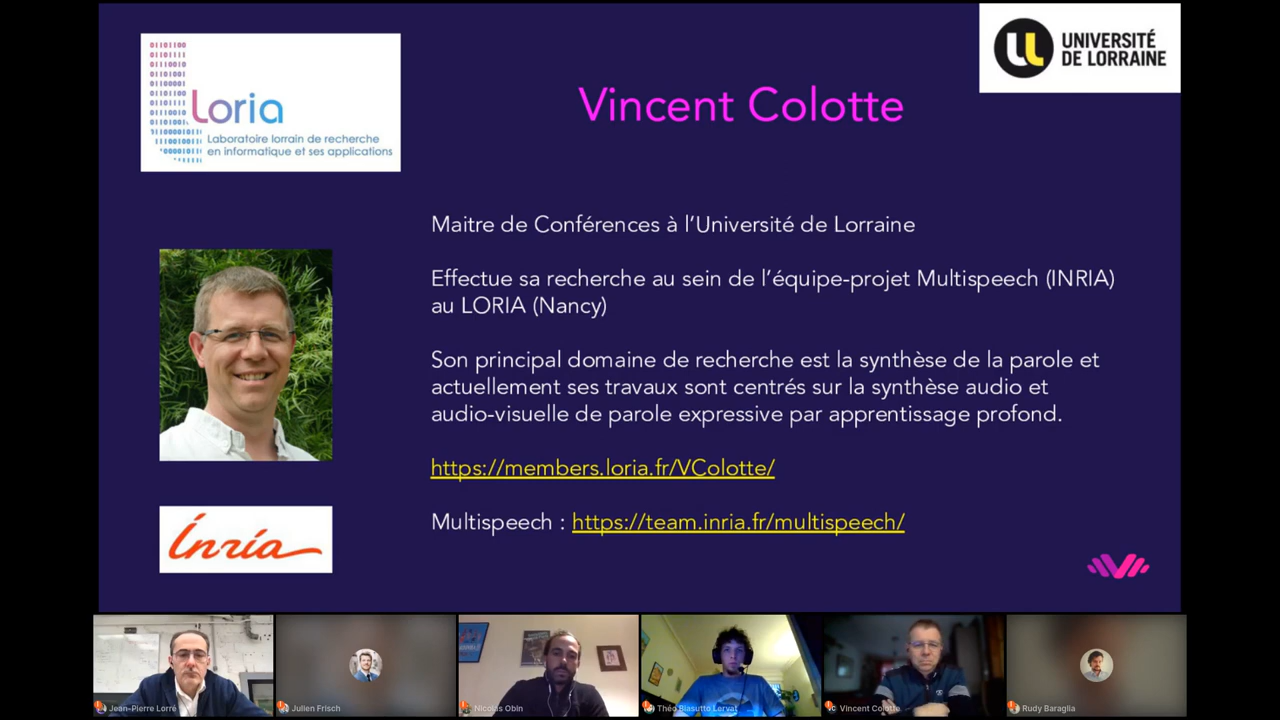 Loria
Laboratoire lorrain de recherche
en informatique et ses applications
UNIVERSITÉ
DE LORRAINE
Vincent Colotte
Maitre de Conférences à l'Université de Lorraine
Effectue sa recherche au sein de l'équipe-projet Multispeech (INRIA)
au LORIA (Nancy)
Son principal domaine de recherche est la synthèse de la parole et
actuellement ses travaux sont centrés sur la synthèse audio et
audio-visuelle de parole expressive par apprentissage profond.
https://members.loria.fr/VColotte/
Multispeech : https://team.inria.fr/multispeech/
Inria
Jean-Pierre Lorré
Julien Frisch
Nicolas Obin
Théo Biasutto Lervat
VC Vincent Colotte
Rudy Baraglia